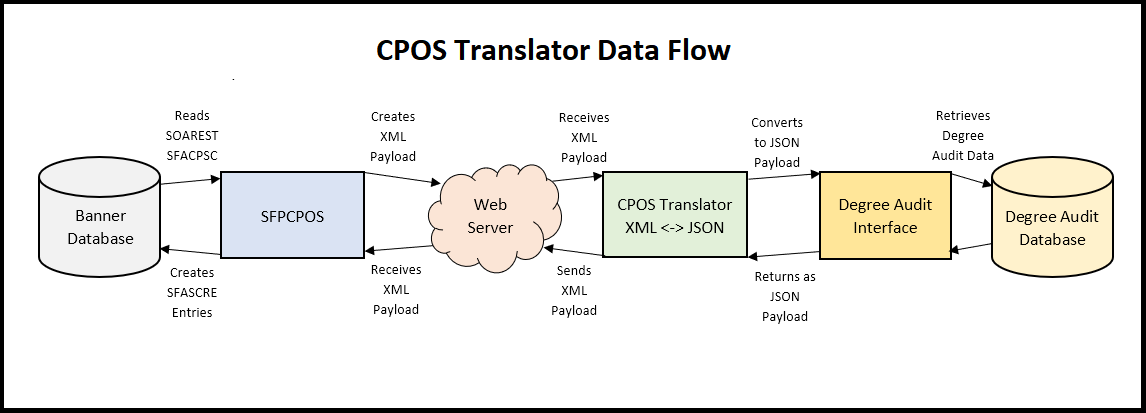 CPOS Translator Data Flow
Reads
SOAREST
SFACPSC
Creates
XML
Payload
Receives
XML
Payload
Converts
to JSON
Payload
Retrieves
Degree
Audit Data
Banner
Database
SFPCPOS
Web
Server
CPOS Translator
XML <-> JSON
Degree Audit
Interface
Degree Audit
Database
Creates
SFASCRE
Entries
Receives
XML
Payload
Sends
XML
Payload
Returns as
JSON
Payload